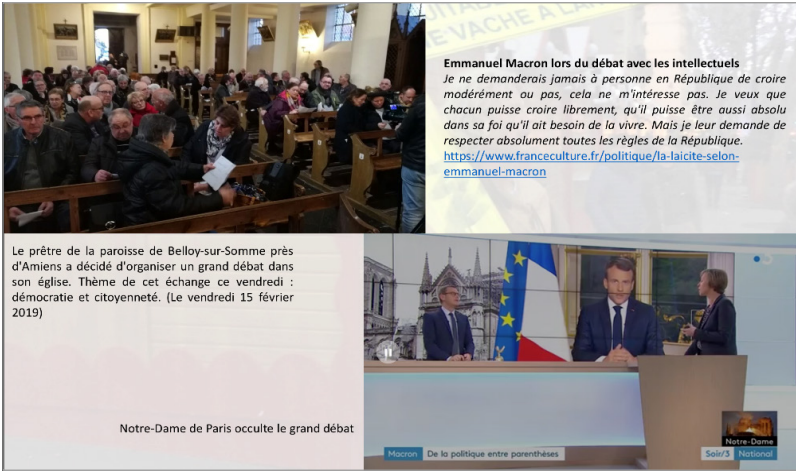 UITAB
E VACHE À LA
Emmanuel Macron lors du débat avec les intellectuels
Je ne demanderais jamais à personne en République de croire
modérément ou pas, cela ne m'intéresse pas. Je veux que
chacun puisse croire librement, qu'il puisse être aussi absolu
dans sa foi qu'il ait besoin de la vivre. Mais je leur demande de
respecter absolument toutes les règles de la République.
https://www.franceculture.fr/politique/la-laicite-selon-
emmanuel-macron
Le prêtre de la paroisse de Belloy-sur-Somme près
d'Amiens a décidé d'organiser un grand débat dans
son église. Thème de cet échange ce vendredi :
démocratie et citoyenneté. (Le vendredi 15 février
2019)
Notre-Dame de Paris occulte le grand débat
Notre-Dame
Macron De la politique entre parenthèses
Soir/3 National